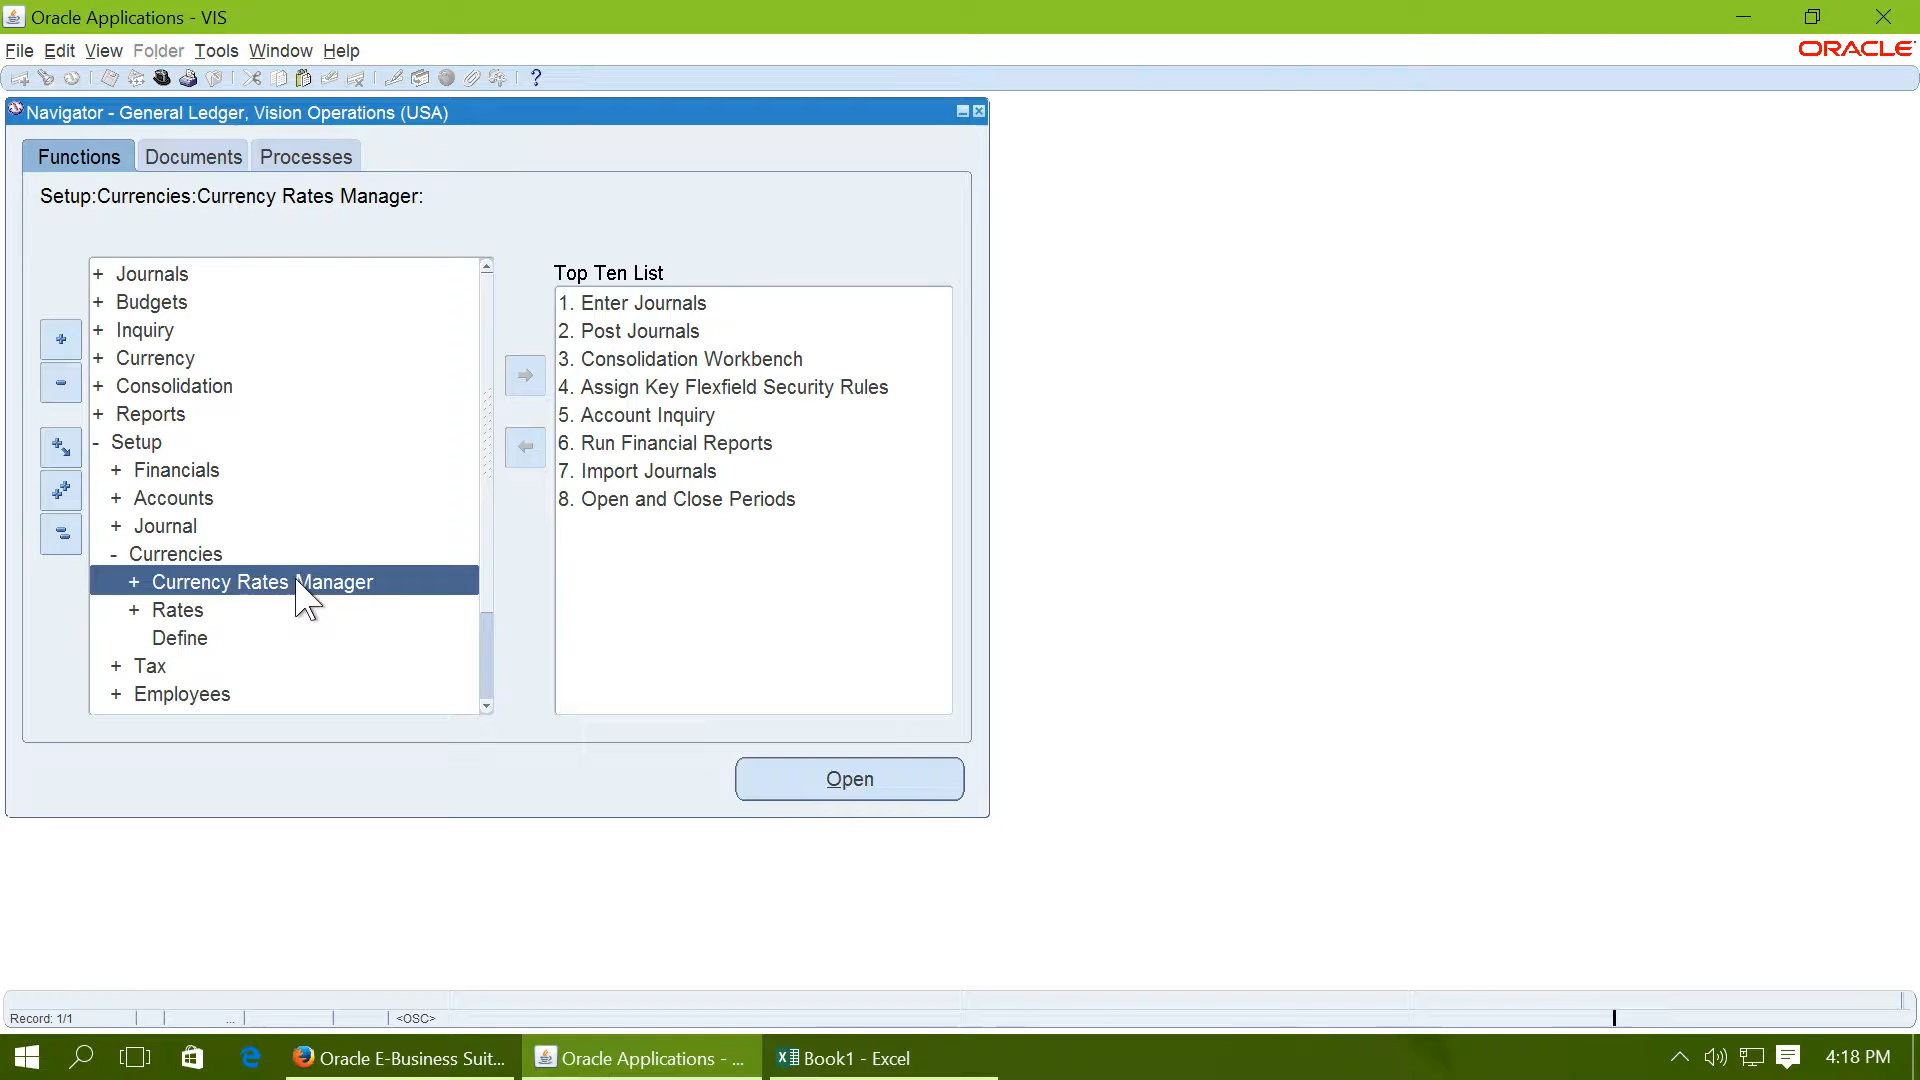 Oracle Applications - VIS
File Edit View Folder Tools Window Help
ORACLE
?
Navigator - General Ledger, Vision Operations (USA)
Functions Documents Processes
Setup:Currencies:Currency Rates Manager:
+ Journals
+ Budgets
+ Inquiry
+ Currency
+ Consolidation
+ Reports
- Setup
+ Financials
+ Accounts
+ Journal
- Currencies
+ Currency Rates Manager
+ Rates
Define
+ Tax
+ Employees
Top Ten List
1. Enter Journals
2. Post Journals
3. Consolidation Workbench
4. Assign Key Flexfield Security Rules
5. Account Inquiry
6. Run Financial Reports
7. Import Journals
8. Open and Close Periods
Open
Record: 1/1 ... <OSC>
Oracle E-Business Suit... Oracle Applications - ... Book1 - Excel 4:18 PM